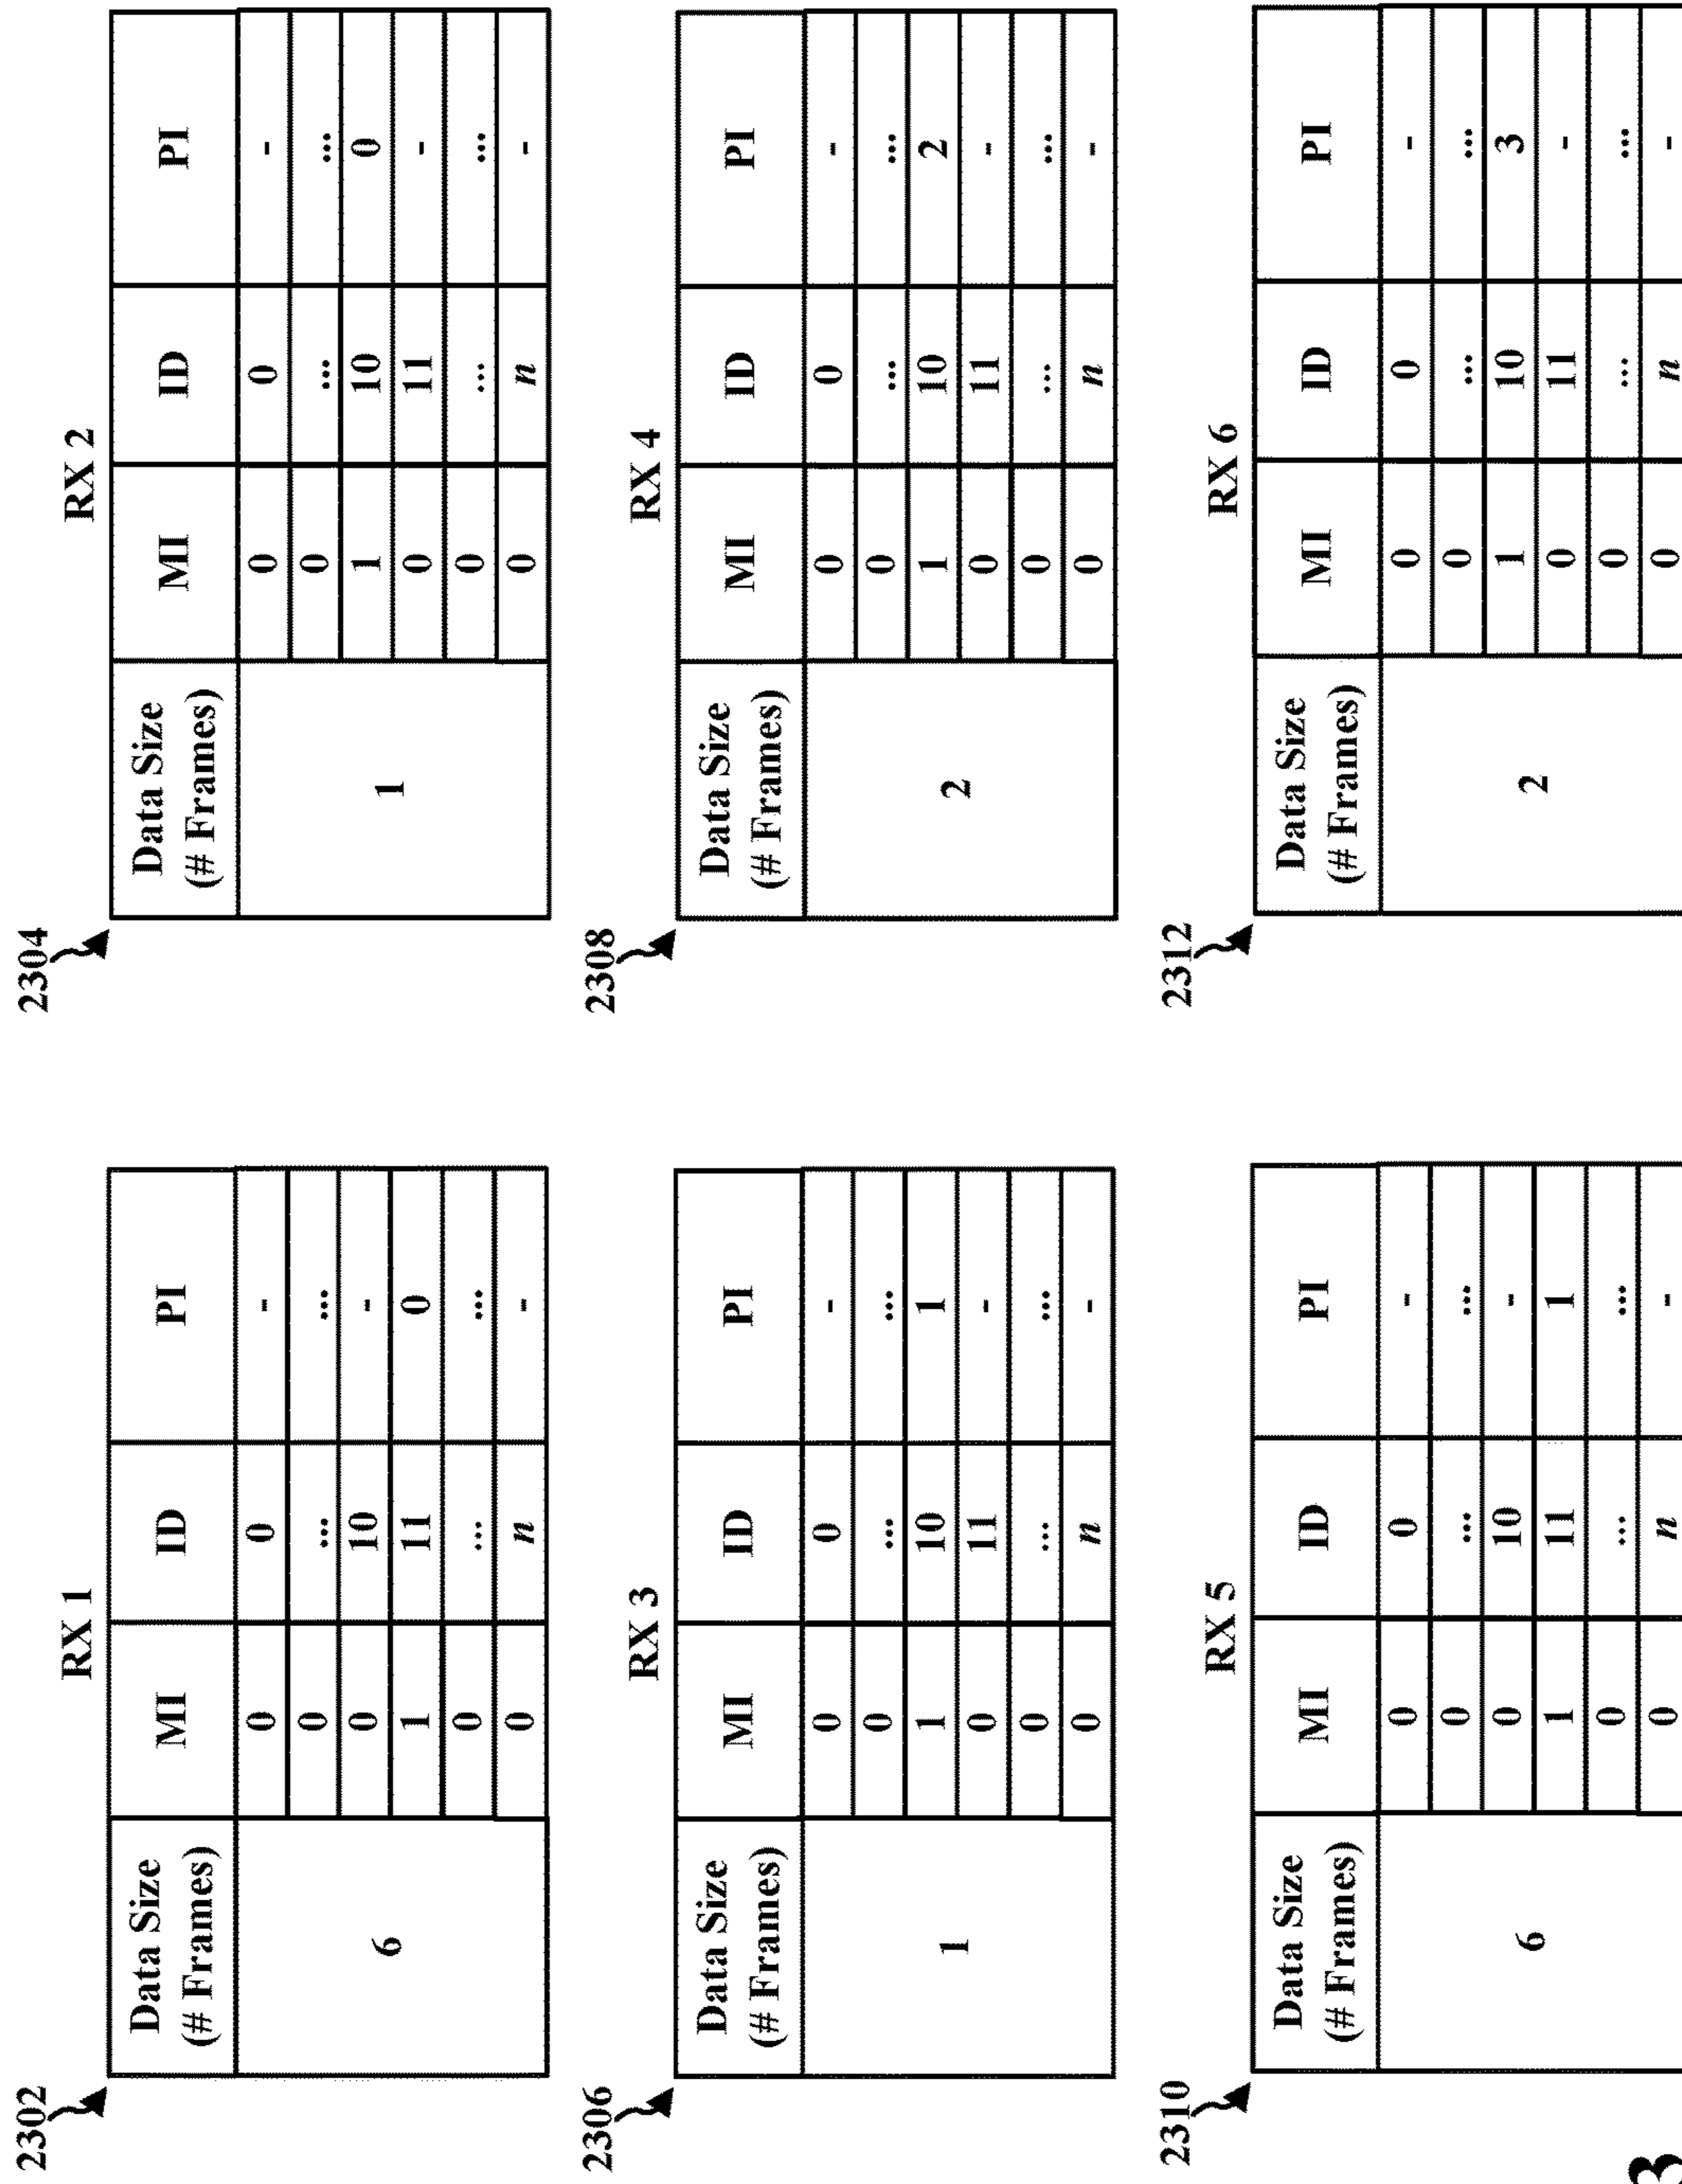 2302
RX 1
Data Size (# Frames) MI ID PI
6
0 0 -
0 ... ...
0 10 -
1 11 0
0 ... ...
0 n -
2304
RX 2
Data Size (# Frames) MI ID PI
1
0 0 -
0 ... ...
1 10 0
0 11 -
0 ... ...
0 n -
2306
RX 3
Data Size (# Frames) MI ID PI
1
0 0 -
0 ... ...
1 10 1
0 11 -
0 ... ...
0 n -
2308
RX 4
Data Size (# Frames) MI ID PI
2
0 0 -
0 ... ...
1 10 2
0 11 -
0 ... ...
0 n -
2310
RX 5
Data Size (# Frames) MI ID PI
6
0 0 -
0 ... ...
0 10 -
1 11 1
0 ... ...
0 n -
2312
RX 6
Data Size (# Frames) MI ID PI
2
0 0 -
0 ... ...
1 10 3
0 11 -
0 ... ...
0 n -